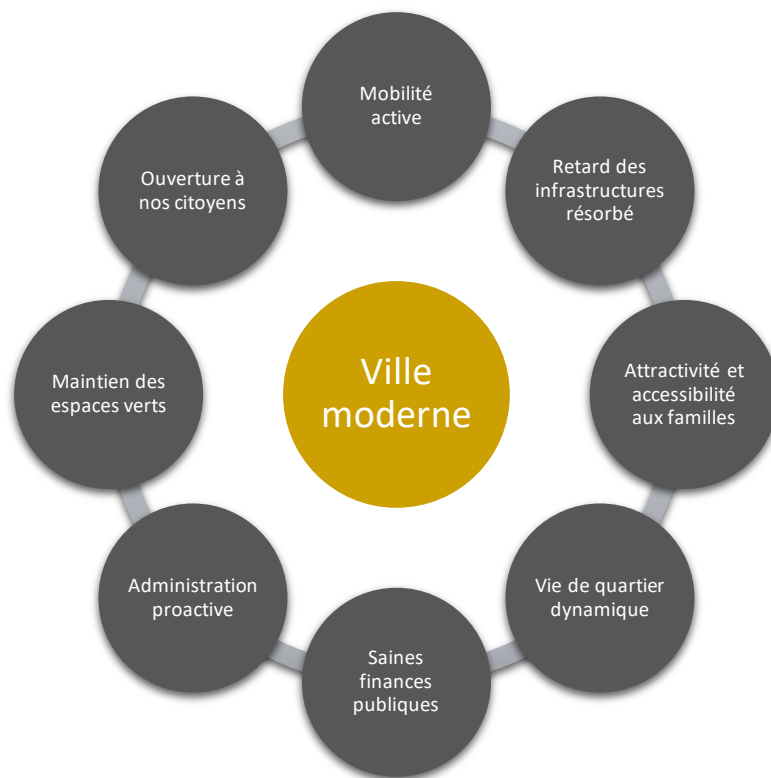 Mobilité
active
Retard des
infrastructures
résorbé
Attractivité et
accessibilité
aux familles
Vie de quartier
dynamique
Saines
finances
publiques
Administration
proactive
Maintien des
espaces verts
Ouverture à
nos citoyens
Ville
moderne